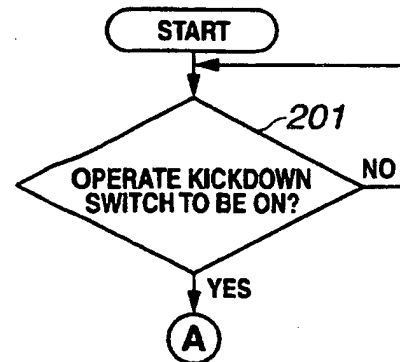 START
201
OPERATE KICKDOWN
SWITCH TO BE ON?
NO
YES
A